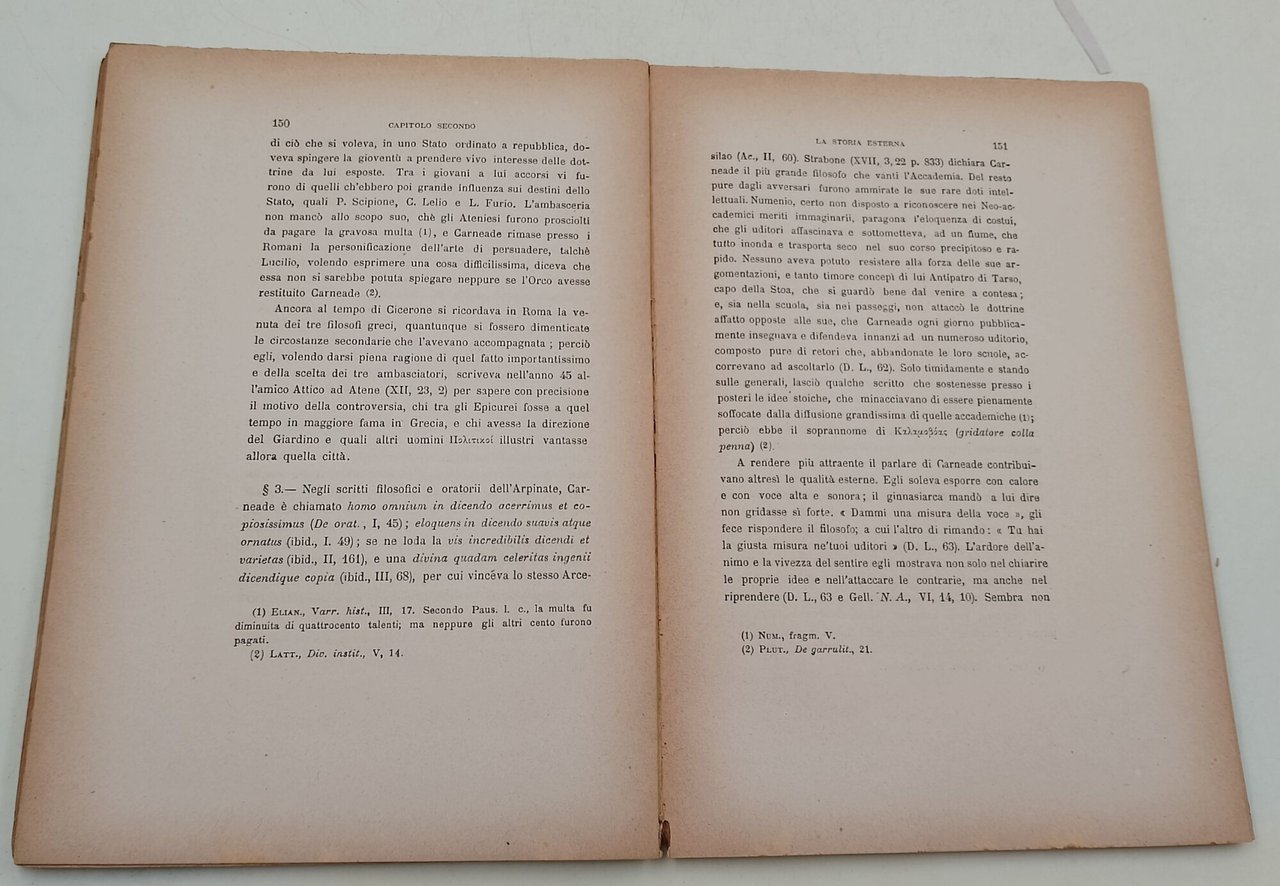 150
CAPITOLO SECONDO
di ciò che si voleva, in uno Stato ordinato a repubblica, do-
veva spingere la gioventù a prendere vivo interesse delle dot-
trine da lui esposte. Tra i giovani a lui accorsi vi fu-
rono di quelli ch'ebbero poi grande influenza sui destini dello
Stato, quali P. Scipione, C. Lelio e L. Furio. L'ambasceria
non mancò allo scopo suo, chè gli Ateniesi furono prosciolti
da pagare la gravosa multa (1), e Carneade rimase presso i
Romani la personificazione dell'arte di persuadere, talchè
Lucilio, volendo esprimere una cosa difficilissima, diceva che
essa non si sarebbe potuta spiegare neppure se l'Orco avesse
restituito Carneade (2).
Ancora al tempo di Cicerone si ricordava in Roma la ve-
nuta dei tre filosofi greci, quantunque si fossero dimenticate
le circostanze secondarie che l'avevano accompagnata ; perciò
egli, volendo darsi piena ragione di quel fatto importantissimo
e della scelta dei tre ambasciatori, scriveva nell'anno 45 al-
l'amico Attico ad Atene (XII, 23, 2) per sapere con precisione
il motivo della controversia, chi tra gli Epicurei fosse a quel
tempo in maggiore fama in Grecia, e chi avesse la direzione
del Giardino e quali altri uomini Πολιτικοί illustri vantasse
allora quella città.
§ 3.— Negli scritti filosofici e oratorii dell'Arpinate, Car-
neade è chiamato homo omnium in dicendo acerrimus et co-
piosissimus (De orat., I, 45) ; eloquens in dicendo suavis atque
ornatus (ibid., I. 49) ; se ne loda la vis incredibilis dicendi et
varietas (ibid., II, 161), e una divina quadam celeritas ingenii
dicendique copia (ibid., III, 68), per cui vinceva lo stesso Arce-
(1) ELIAN., Varr. hist., III, 17. Secondo Paus. l. c., la multa fu
diminuita di quattrocento talenti; ma neppure gli altri cento furono
pagati.
(2) LATT., Div. instit., V, 14.
LA STORIA ESTERNA
151
silao (Ac., II, 60). Strabone (XVII, 3, 22 p. 833) dichiara Car-
neade il più grande filosofo che vanti l'Accademia. Del resto
pure dagli avversari furono ammirate le sue rare doti intel-
lettuali. Numenio, certo non disposto a riconoscere nei Neo-ac-
cademici meriti immaginarii, paragona l'eloquenza di costui,
che gli uditori affascinava e sottometteva, ad un fiume, che
tutto inonda e trasporta seco nel suo corso precipitoso e ra-
pido. Nessuno aveva potuto resistere alla forza delle sue ar-
gomentazioni, e tanto timore concepì di lui Antipatro di Tarso,
capo della Stoa, che si guardò bene dal venire a contesa ;
e, sia nella scuola, sia nei passeggi, non attaccò le dottrine
affatto opposte alle sue, che Carneade ogni giorno pubblica-
mente insegnava e difendeva innanzi ad un numeroso uditorio,
composto pure di retori che, abbandonate le loro scuole, ac-
correvano ad ascoltarlo (D. L., 62). Solo timidamente e stando
sulle generali, lasciò qualche scritto che sostenesse presso i
posteri le idee stoiche, che minacciavano di essere pienamente
soffocate dalla diffusione grandissima di quelle accademiche (1);
perciò ebbe il soprannome di Καλαμοβόας (gridatore colla
penna) (2).
A rendere più attraente il parlare di Carneade contribui-
vano altresì le qualità esterne. Egli soleva esporre con calore
e con voce alta e sonora ; il ginnasiarca mandò a lui dire
non gridasse sì forte. « Dammi una misura della voce », gli
fece rispondere il filosofo; a cui l'altro di rimando : « Tu hai
la giusta misura ne'tuoi uditori » (D. L., 63). L'ardore dell'a-
nimo e la vivezza del sentire egli mostrava non solo nel chiarire
le proprie idee e nell'attaccare le contrarie, ma anche nel
riprendere (D. L., 63 e Gell. N. A., VI, 14, 10). Sembra non
(1) NUM., fragm. V.
(2) PLUT., De garrulit., 21.